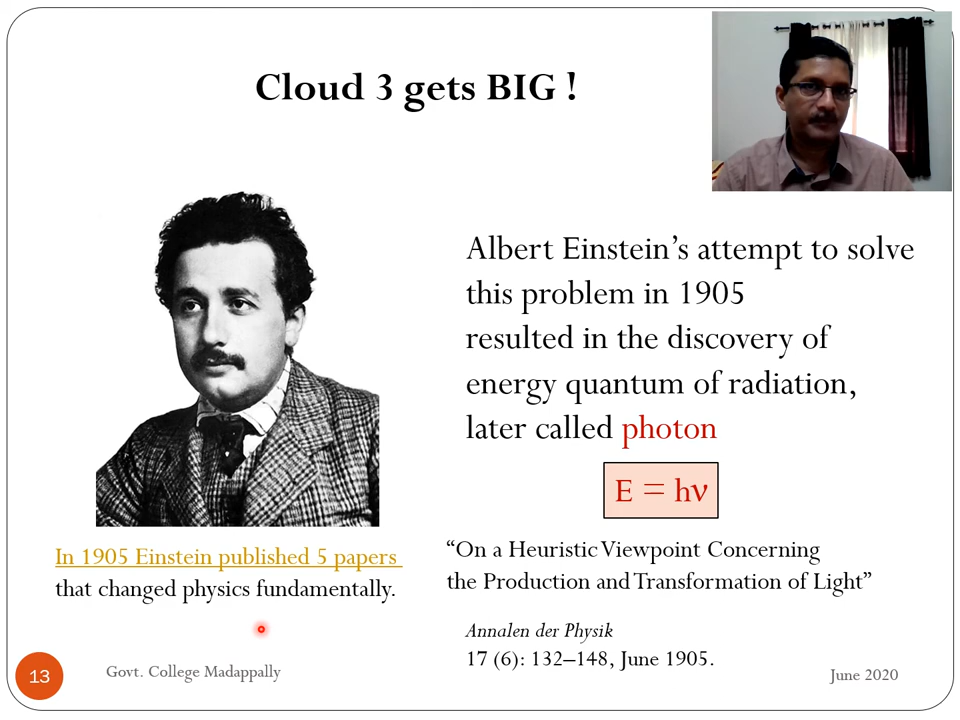 Cloud 3 gets BIG !
Albert Einstein’s attempt to solve
this problem in 1905
resulted in the discovery of
energy quantum of radiation,
later called photon
E = hν
In 1905 Einstein published 5 papers
that changed physics fundamentally.
“On a Heuristic Viewpoint Concerning
the Production and Transformation of Light”
Annalen der Physik
17 (6): 132–148, June 1905.
13
Govt. College Madappally
June 2020